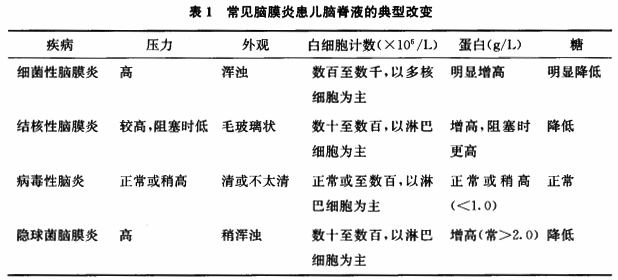 表1 常见脑膜炎患儿脑脊液的典型改变
疾病 压力 外观 白细胞计数(×10⁶/L) 蛋白(g/L) 糖
细菌性脑膜炎 高 浑浊 数百至数千,以多核 明显增高 明显降低
细胞为主
结核性脑膜炎 较高,阻塞时低 毛玻璃状 数十至数百,以淋巴 增高,阻塞时 降低
细胞为主 更高
病毒性脑炎 正常或稍高 清或不太清 正常或至数百,以淋 正常或稍高 正常
巴细胞为主 (<1.0)
隐球菌脑膜炎 高 稍浑浊 数十至数百,以淋巴 增高(常>2.0) 降低
细胞为主